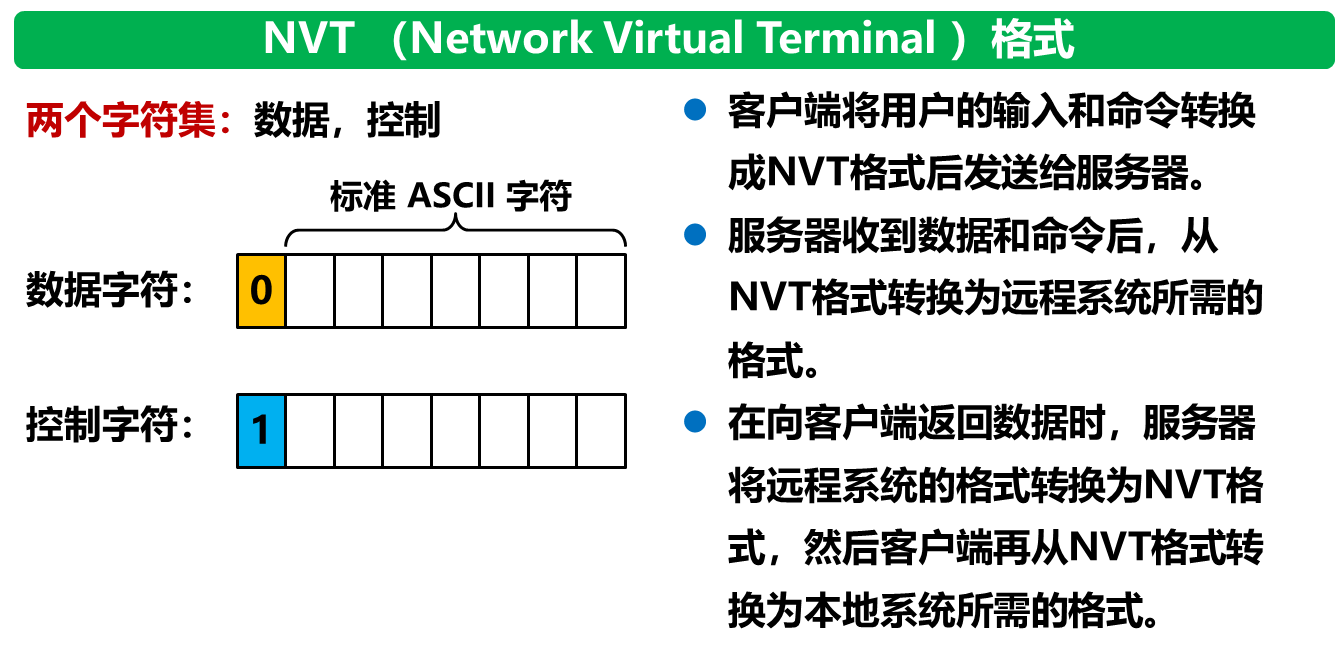 NVT （Network Virtual Terminal ）格式
两个字符集：数据，控制
标准 ASCII 字符
数据字符：
0
控制字符：
1
● 客户端将用户的输入和命令转换
成NVT格式后发送给服务器。
● 服务器收到数据和命令后，从
NVT格式转换为远程系统所需的
格式。
● 在向客户端返回数据时，服务器
将远程系统的格式转换为NVT格
式，然后客户端再从NVT格式转
换为本地系统所需的格式。